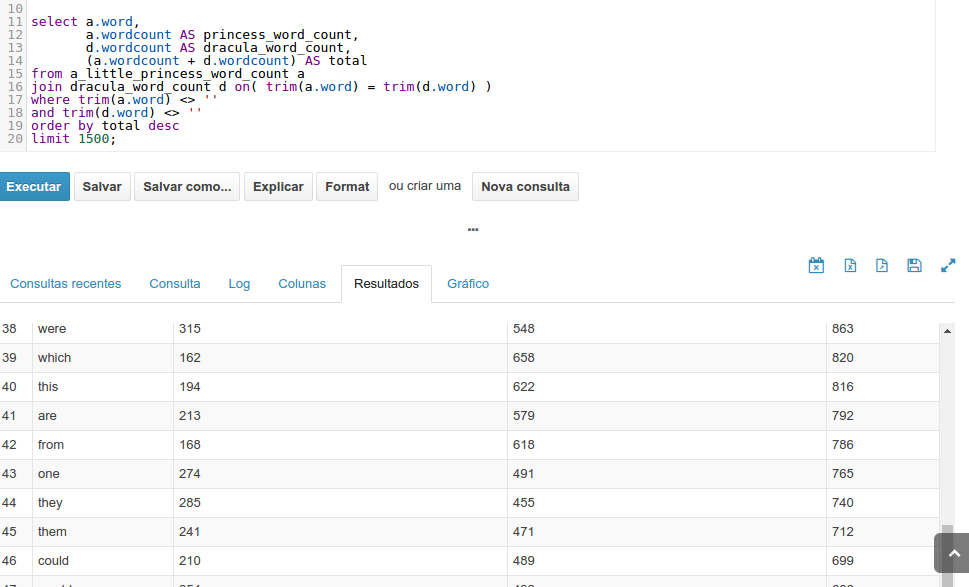 10
11 select a.word,
12 a.wordcount AS princess_word_count,
13 d.wordcount AS dracula_word_count,
14 (a.wordcount + d.wordcount) AS total
15 from a_little_princess_word_count a
16 join dracula_word_count d on( trim(a.word) = trim(d.word) )
17 where trim(a.word) <> ''
18 and trim(d.word) <> ''
19 order by total desc
20 limit 1500;
Executar Salvar Salvar como... Explicar Format ou criar uma Nova consulta
...
Consultas recentes Consulta Log Colunas Resultados Gráfico
38 were 315 548 863
39 which 162 658 820
40 this 194 622 816
41 are 213 579 792
42 from 168 618 786
43 one 274 491 765
44 they 285 455 740
45 them 241 471 712
46 could 210 489 699